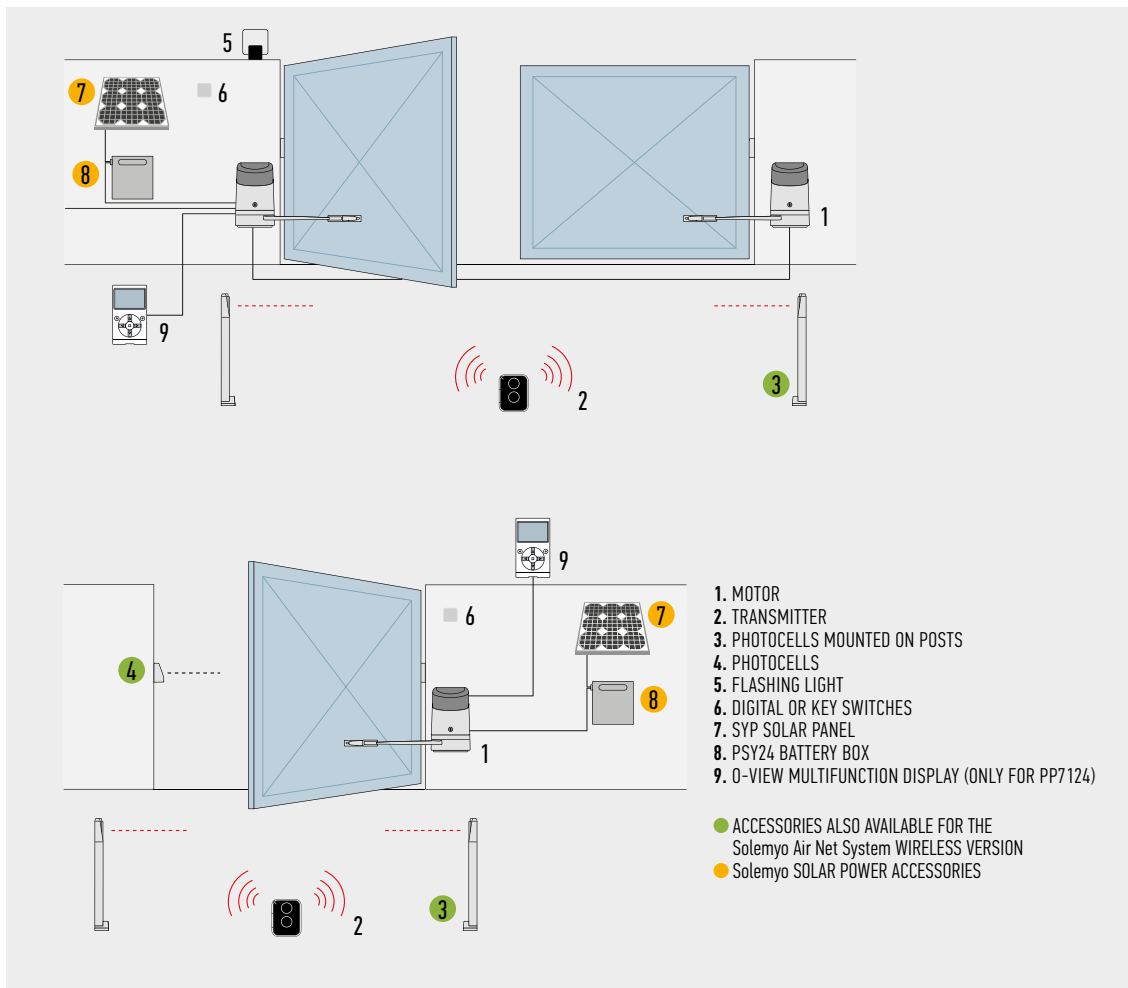 5
7
6
8
1
9
3
2
9
6
7
4
8
1
3
2
1. MOTOR
2. TRANSMITTER
3. PHOTOCELLS MOUNTED ON POSTS
4. PHOTOCELLS
5. FLASHING LIGHT
6. DIGITAL OR KEY SWITCHES
7. SYP SOLAR PANEL
8. PSY24 BATTERY BOX
9. O-VIEW MULTIFUNCTION DISPLAY (ONLY FOR PP7124)
ACCESSORIES ALSO AVAILABLE FOR THE
Solemyo Air Net System WIRELESS VERSION
Solemyo SOLAR POWER ACCESSORIES